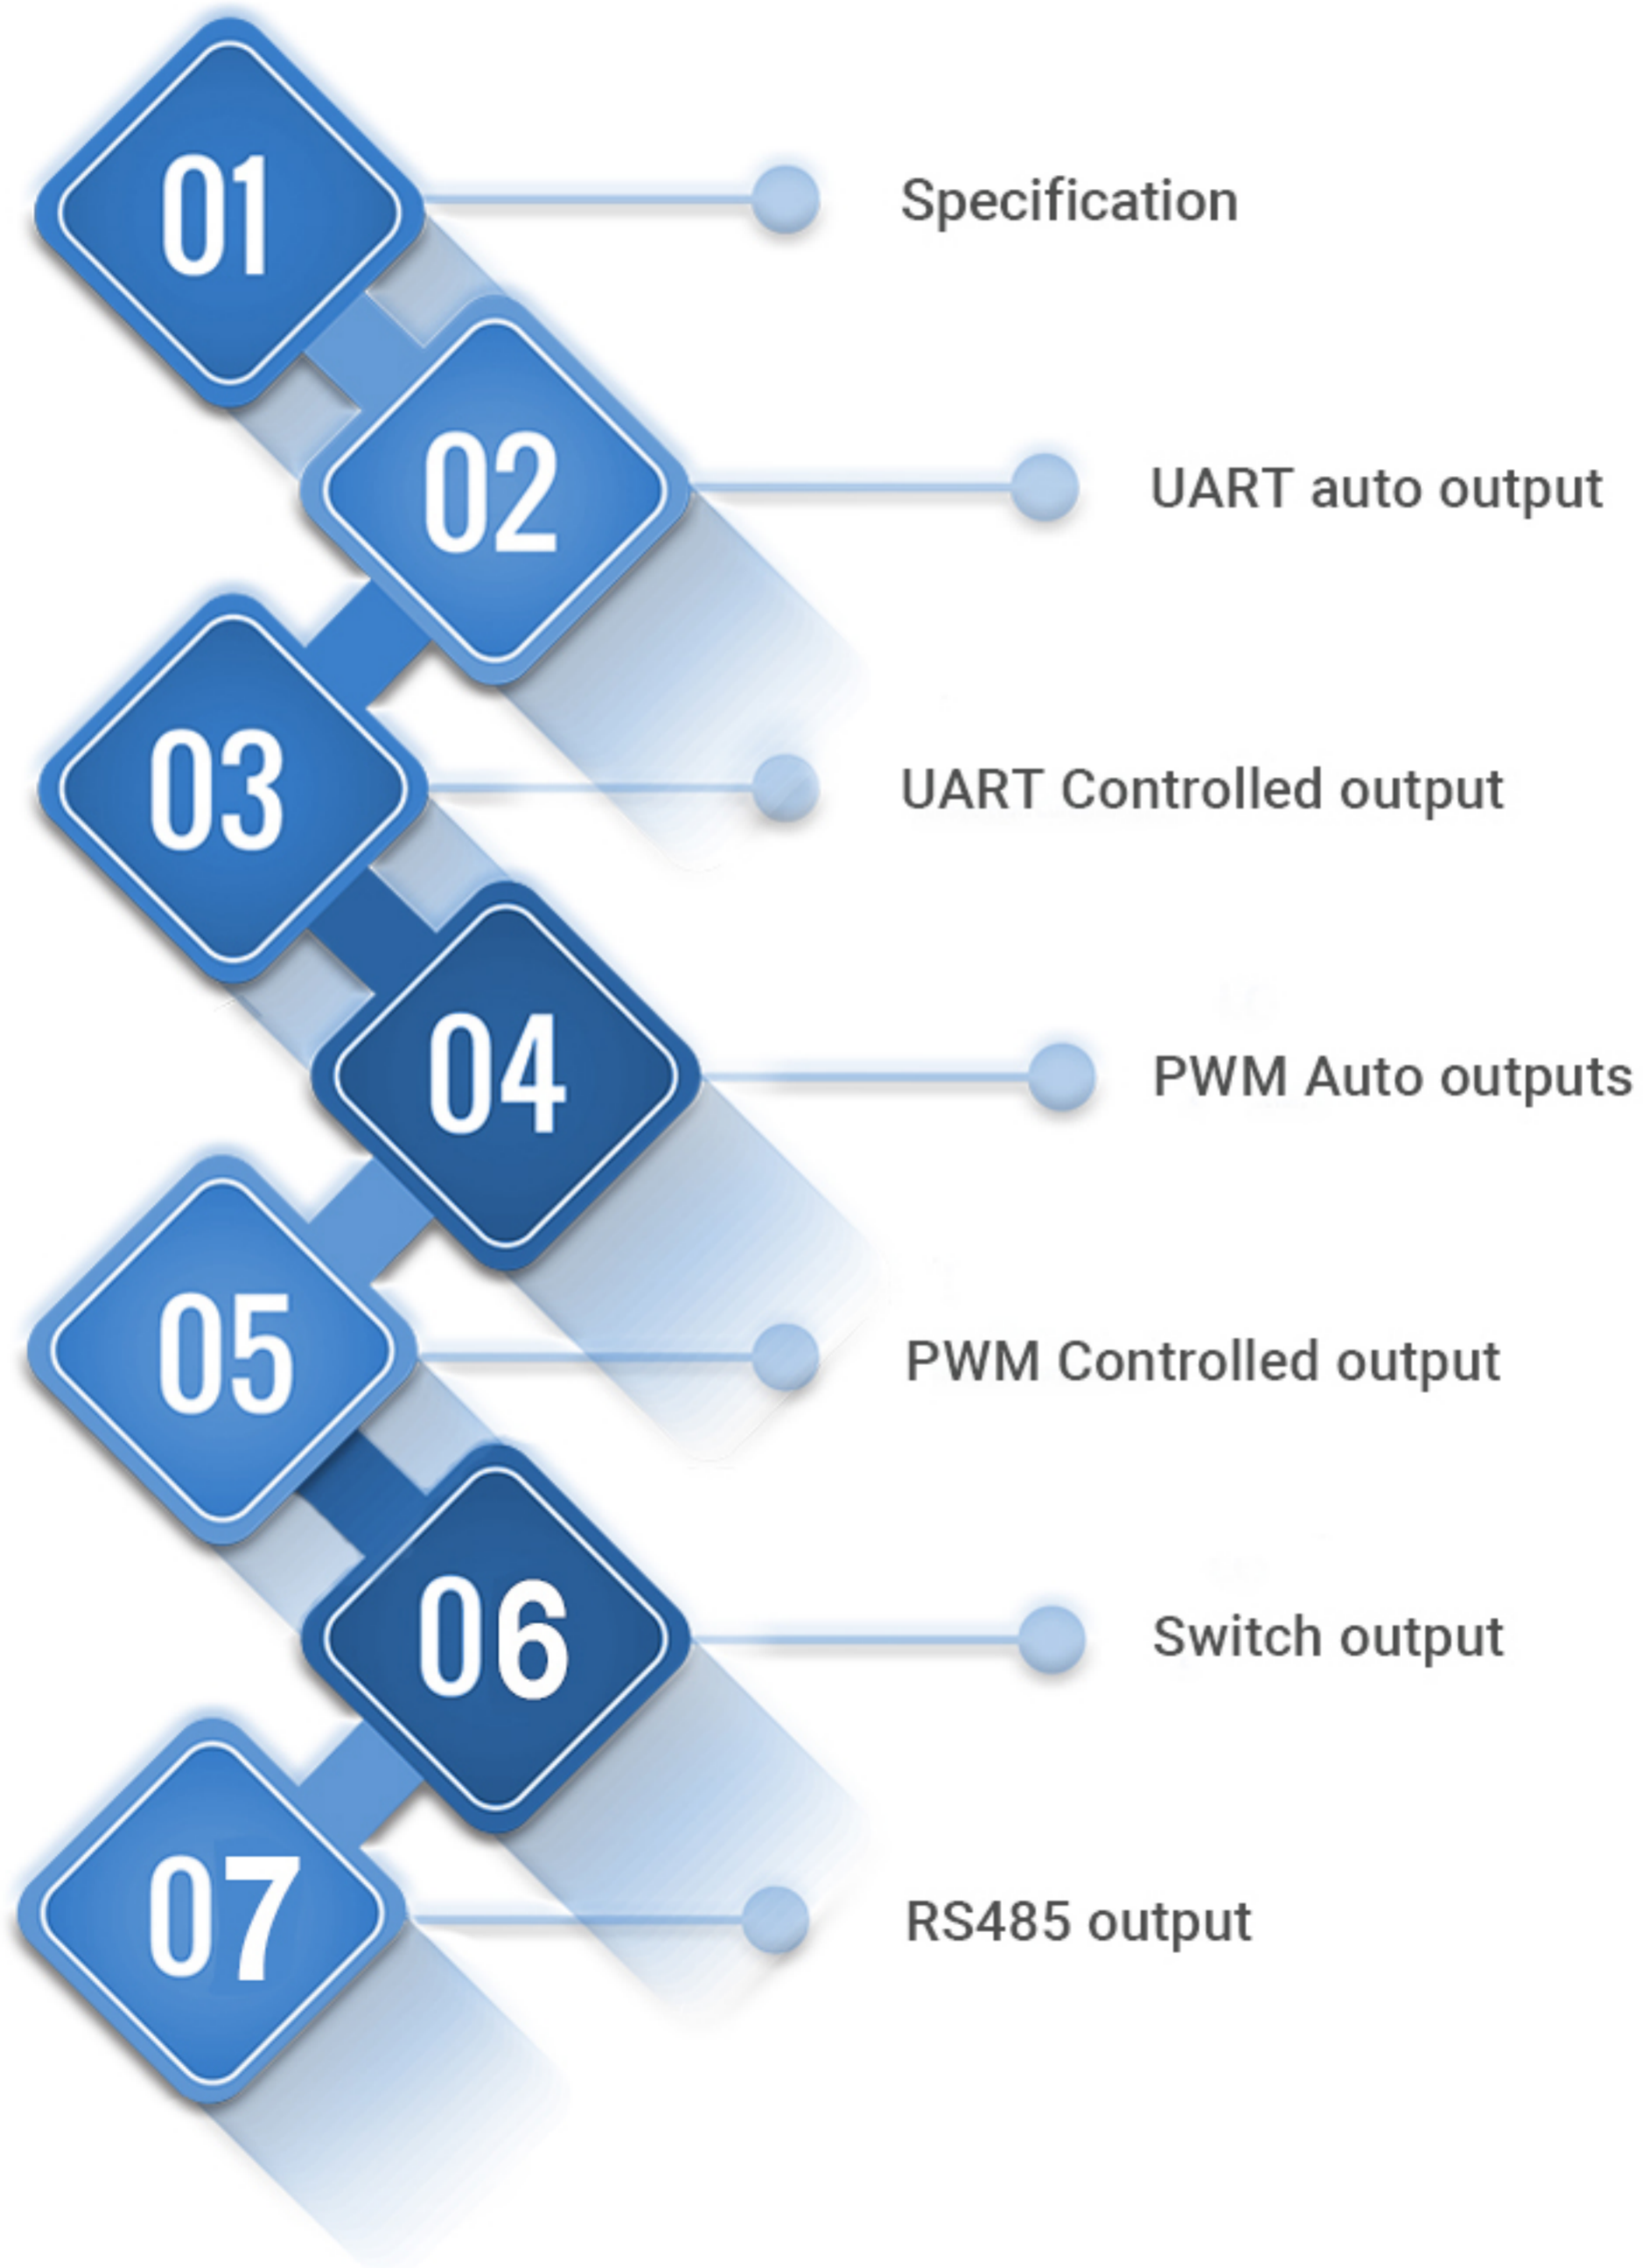 01
Specification
02
UART auto output
03
UART Controlled output
04
PWM Auto outputs
05
PWM Controlled output
06
Switch output
07
RS485 output